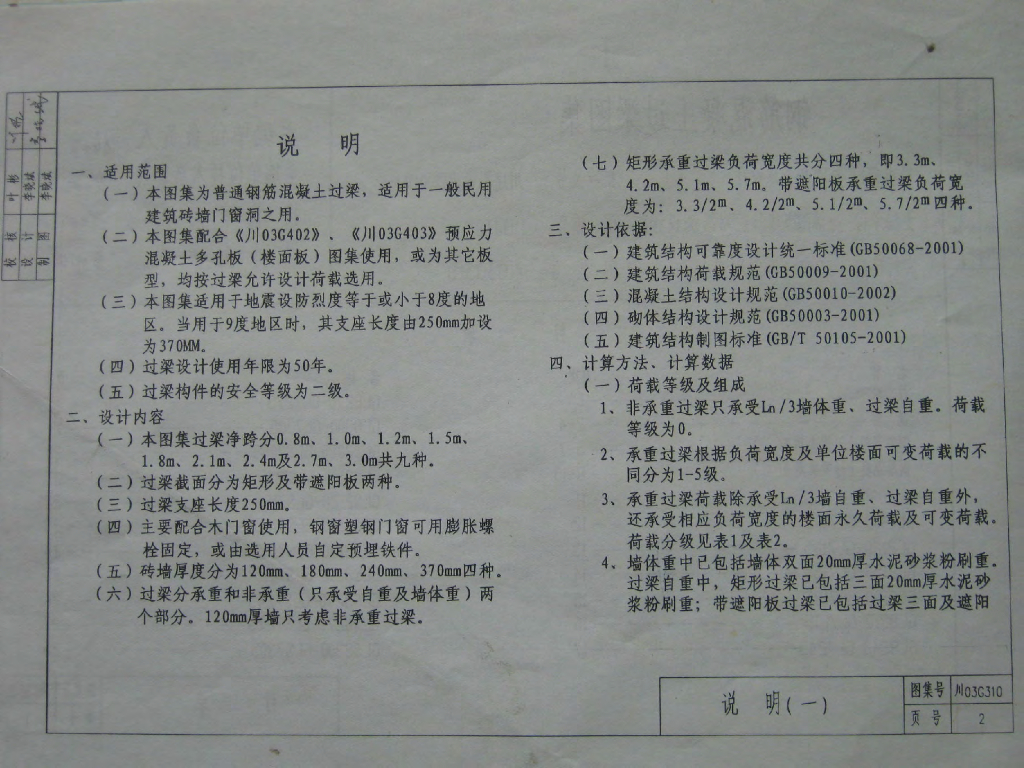 说 明
一、适用范围
(一)本图集为普通钢筋混凝土过梁，适用于一般民用
建筑砖墙门窗洞之用。
(二)本图集配合《川03G402》、《川03G403》预应力
混凝土多孔板(楼面板)图集使用，或为其它板
型，均按过梁允许设计荷载选用。
(三)本图集适用于地震设防烈度等于或小于8度的地
区。当用于9度地区时，其支座长度由250mm加设
为370MM。
(四)过梁设计使用年限为50年。
(五)过梁构件的安全等级为二级。
二、设计内容
(一)本图集过梁净跨分0.8m、1.0m、1.2m、1.5m、
1.8m、2.1m、2.4m及2.7m、3.0m共九种。
(二)过梁截面分为矩形及带遮阳板两种。
(三)过梁支座长度250mm。
(四)主要配合木门窗使用，钢窗塑钢门窗可用膨胀螺
栓固定，或由选用人员自定预埋铁件。
(五)砖墙厚度分为120mm、180mm、240mm、370mm四种。
(六)过梁分承重和非承重(只承受自重及墙体重)两
个部分。120mm厚墙只考虑非承重过梁。
(七)矩形承重过梁负荷宽度共分四种，即3.3m、
4.2m、5.1m、5.7m。带遮阳板承重过梁负荷宽
度为：3.3/2m、4.2/2m、5.1/2m、5.7/2m四种。
三、设计依据：
(一)建筑结构可靠度设计统一标准(GB50068-2001)
(二)建筑结构荷载规范(GB50009-2001)
(三)混凝土结构设计规范(GB50010-2002)
(四)砌体结构设计规范(GB50003-2001)
(五)建筑结构制图标准(GB/T 50105-2001)
四、计算方法、计算数据
(一)荷载等级及组成
1、非承重过梁只承受Ln/3墙体重、过梁自重。荷载
等级为0。
2、承重过梁根据负荷宽度及单位楼面可变荷载的不
同分为1-5级。
3、承重过梁荷载除承受Ln/3墙自重、过梁自重外，
还承受相应负荷宽度的楼面永久荷载及可变荷载。
荷载分级见表1及表2。
4、墙体重中已包括墙体双面20mm厚水泥砂浆粉刷重。
过梁自重中，矩形过梁已包括三面20mm厚水泥砂
浆粉刷重；带遮阳板过梁已包括过梁三面及遮阳
校 核 叶 彬
设 计 李晓斌
制 图 李晓斌
说 明(一)
图集号 川03G310
页 号 2